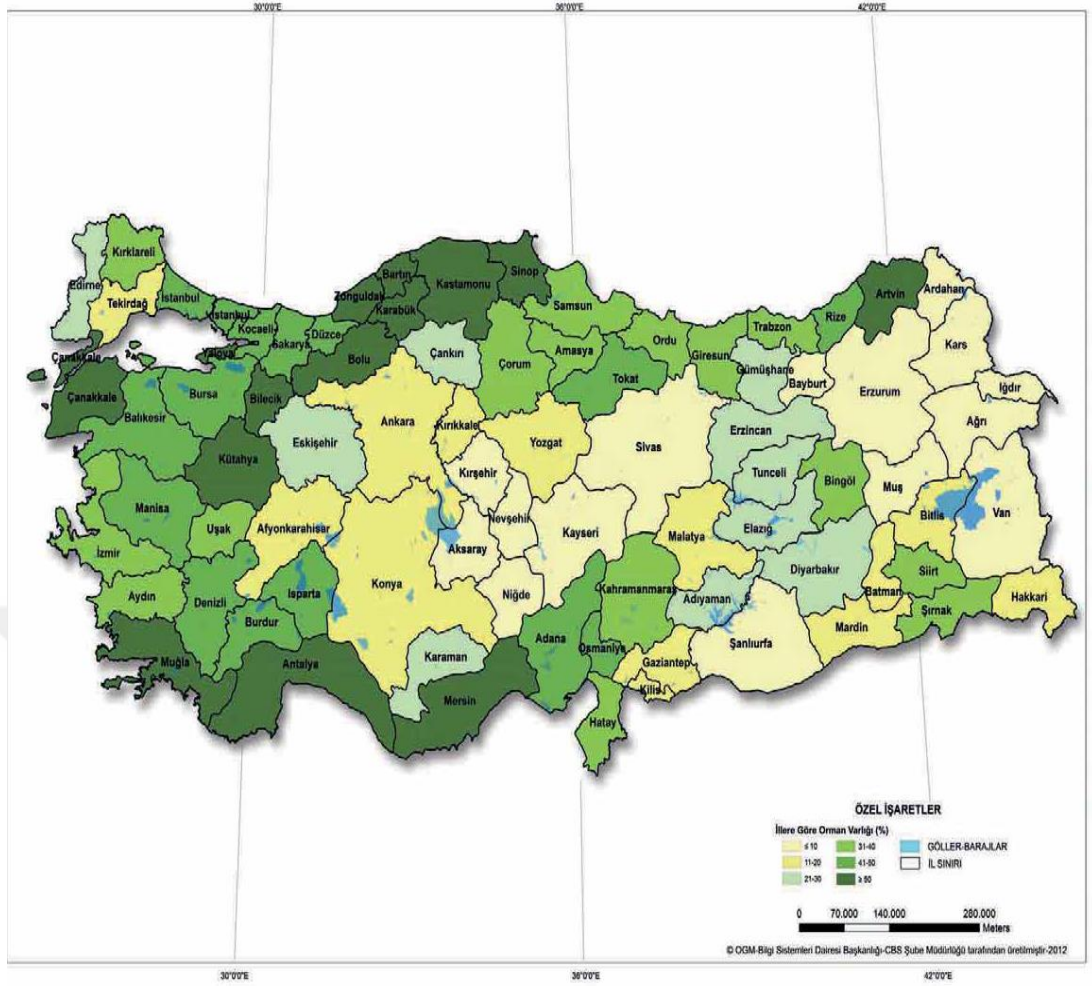 30°0'0"E 36°0'0"E 42°0'0"E
Kırklareli
Edirne
Tekirdağ
İstanbul
İstanbul
Kocaeli
Yalova
Sakarya
Düzce
Zonguldak
Bartın
Karabük
Kastamonu
Sinop
Samsun
Bolu
Çankırı
Çorum
Amasya
Tokat
Ordu
Giresun
Trabzon
Gümüşhane
Bayburt
Rize
Artvin
Ardahan
Kars
Iğdır
Erzurum
Ağrı
Çanakkale
Çanakkale
Balıkesir
Bursa
Bilecik
Eskişehir
Kütahya
Ankara
Kırıkkale
Yozgat
Kırşehir
Sivas
Erzincan
Tunceli
Bingöl
Muş
Bitlis
Van
Manisa
Uşak
Afyonkarahisar
İzmir
Aydın
Denizli
Isparta
Burdur
Konya
Aksaray
Nevşehir
Kayseri
Niğde
Malatya
Elazığ
Diyarbakır
Adıyaman
Kahramanmaraş
Batman
Siirt
Şırnak
Hakkari
Mardin
Şanlıurfa
Gaziantep
Kilis
Hatay
Osmaniye
Adana
Mersin
Karaman
Antalya
Muğla
ÖZEL İŞARETLER
İllere Göre Orman Varlığı (%)
≤ 10
11-20
21-30
31-40
41-50
≥ 50
GÖLLER-BARAJLAR
İL SINIRI
0 70.000 140.000 280.000
Meters
© OGM-Bilgi Sistemleri Dairesi Başkanlığı-CBS Şube Müdürlüğü tarafından üretilmiştir-2012
30°0'0"E 36°0'0"E 42°0'0"E